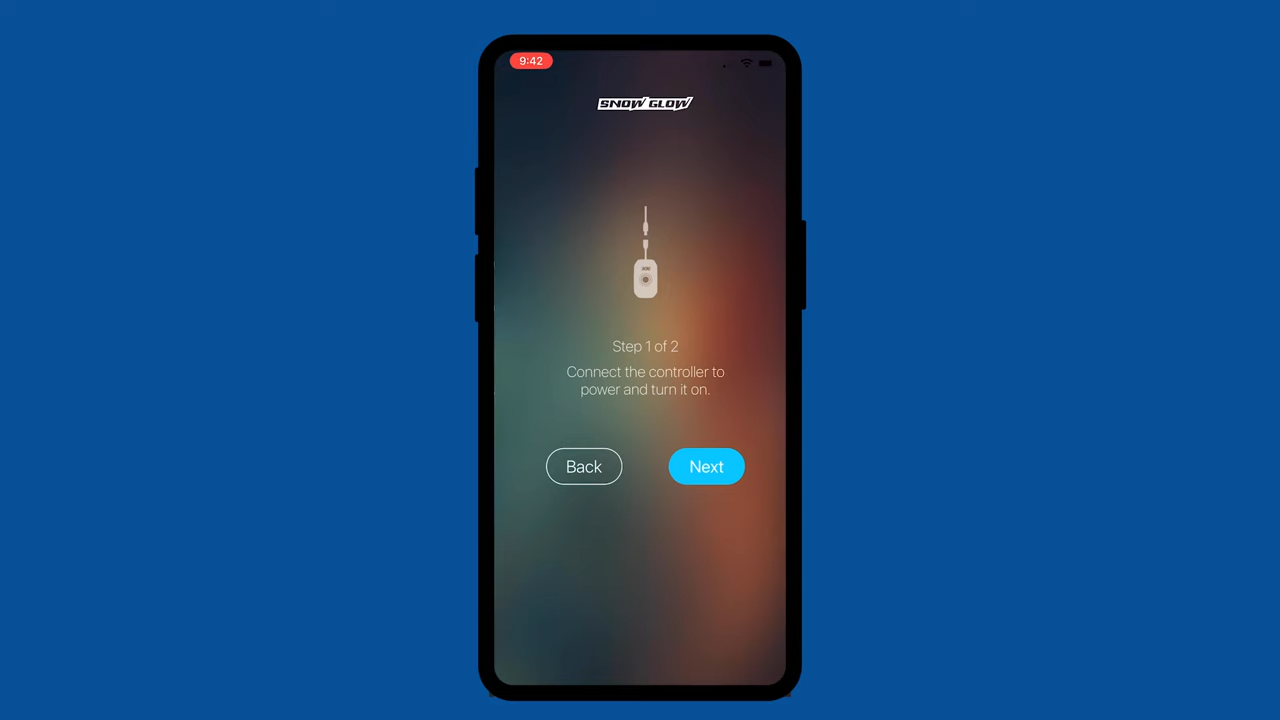 9:42
SNOW GLOW
Step 1 of 2
Connect the controller to
power and turn it on.
Back
Next